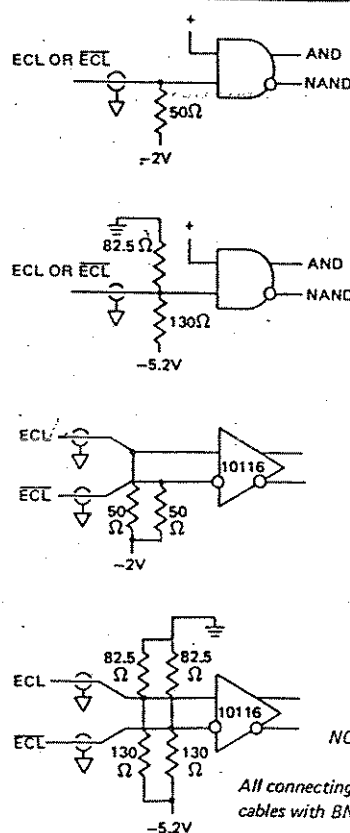 +
AND
ECL OR ECL
NAND
50Ω
-2V
+
82.5 Ω
AND
ECL OR ECL
NAND
130Ω
-5.2V
ECL
10116
ECL
50 Ω
50 Ω
-2V
82.5 Ω
82.5 Ω
ECL
10116
ECL
130 Ω
130 Ω
-5.2V
NO
All connecting
cables with BN